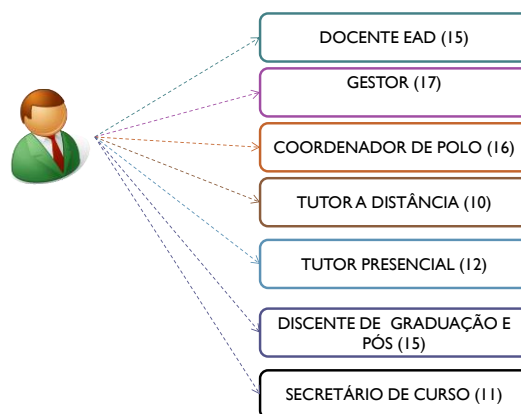 DOCENTE EAD (15)
GESTOR (17)
COORDENADOR DE POLO (16)
TUTOR A DISTÂNCIA (10)
TUTOR PRESENCIAL (12)
DISCENTE DE GRADUAÇÃO E
PÓS (15)
SECRETÁRIO DE CURSO (11)